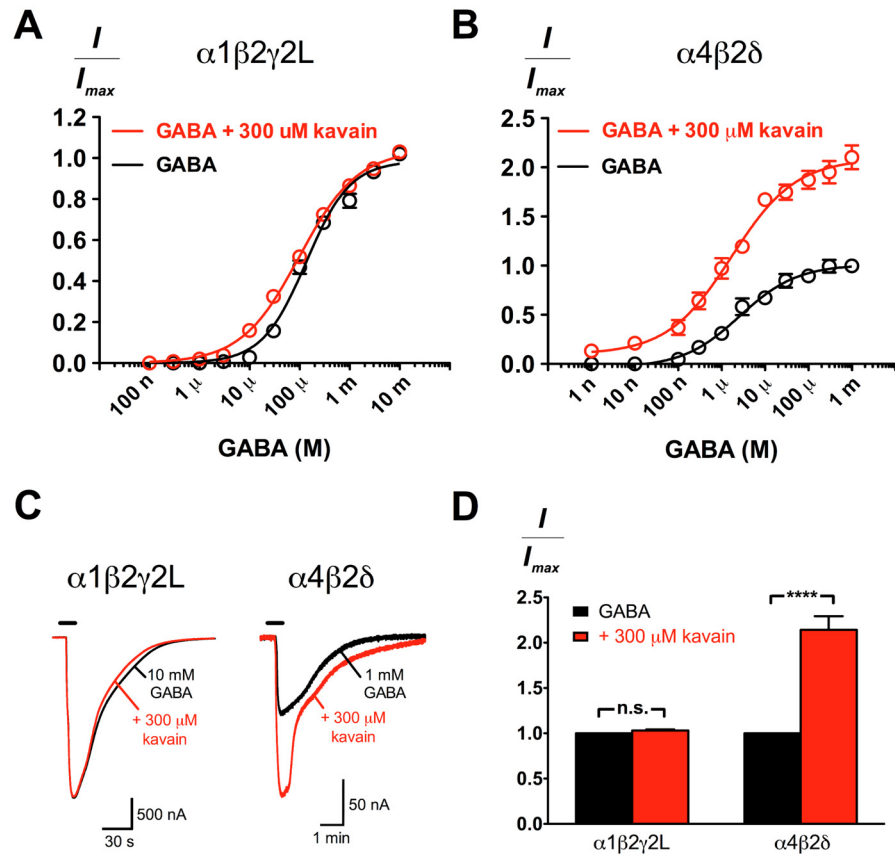 A
I
I max
α1β2γ2L
1.2
1.0
0.8
0.6
0.4
0.2
0.0
GABA + 300 uM kavain
GABA
100 n
1 μ
10 μ
100 μ
1 m
10 m
GABA (M)
B
I
I max
α4β2δ
2.5
2.0
1.5
1.0
0.5
0.0
GABA + 300 μM kavain
GABA
1 n
10 n
100 n
1 μ
10 μ
100 μ
1 m
GABA (M)
C
α1β2γ2L
10 mM
GABA
+ 300 μM
kavain
500 nA
30 s
α4β2δ
1 mM
GABA
+ 300 μM
kavain
50 nA
1 min
D
I
I max
2.5
2.0
1.5
1.0
0.5
0.0
GABA
+ 300 μM kavain
n.s.
****
α1β2γ2L
α4β2δ